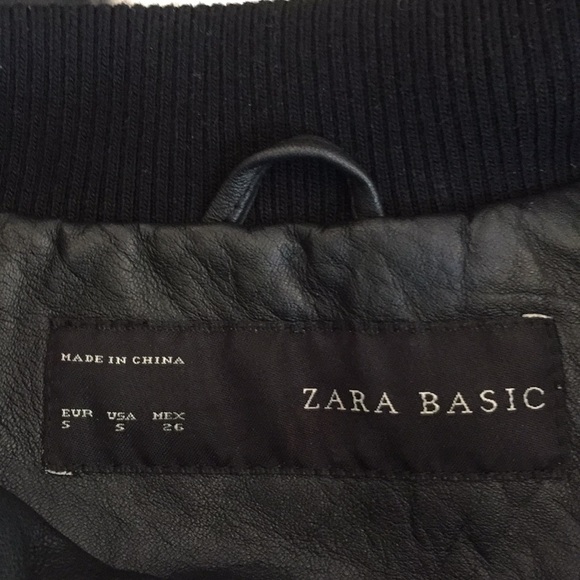 MADE IN CHINA
ZARA BASIC
EUR USA MEX
S S 26